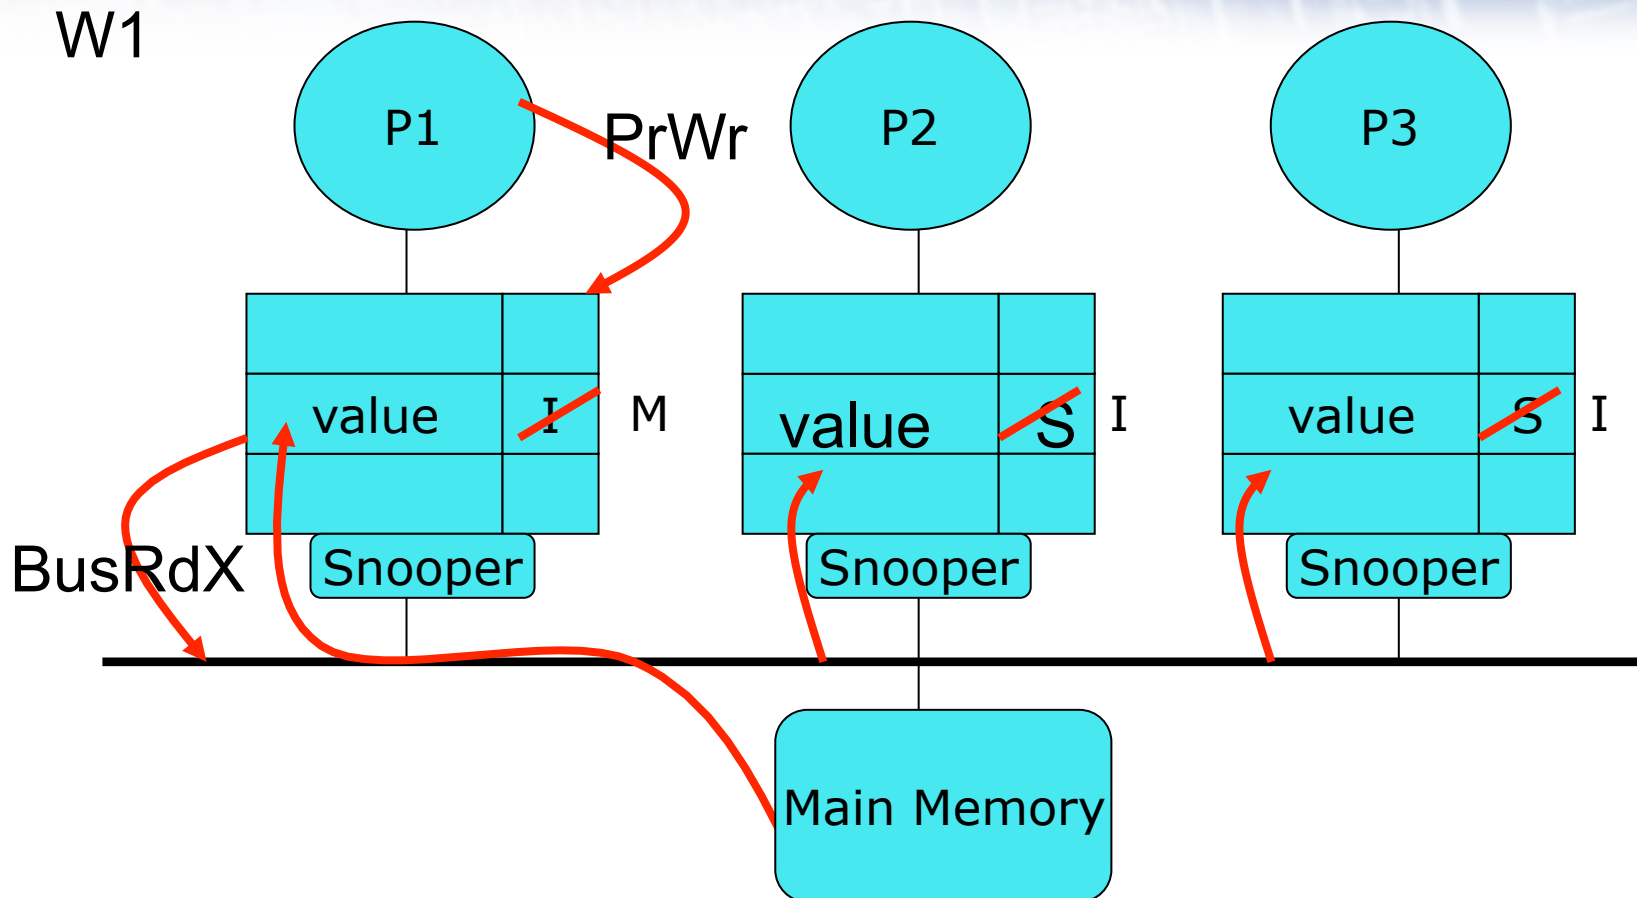 W1
P1
PrWr
P2
P3
value I M
value S I
value S I
BusRdX
Snooper
Snooper
Snooper
Main Memory